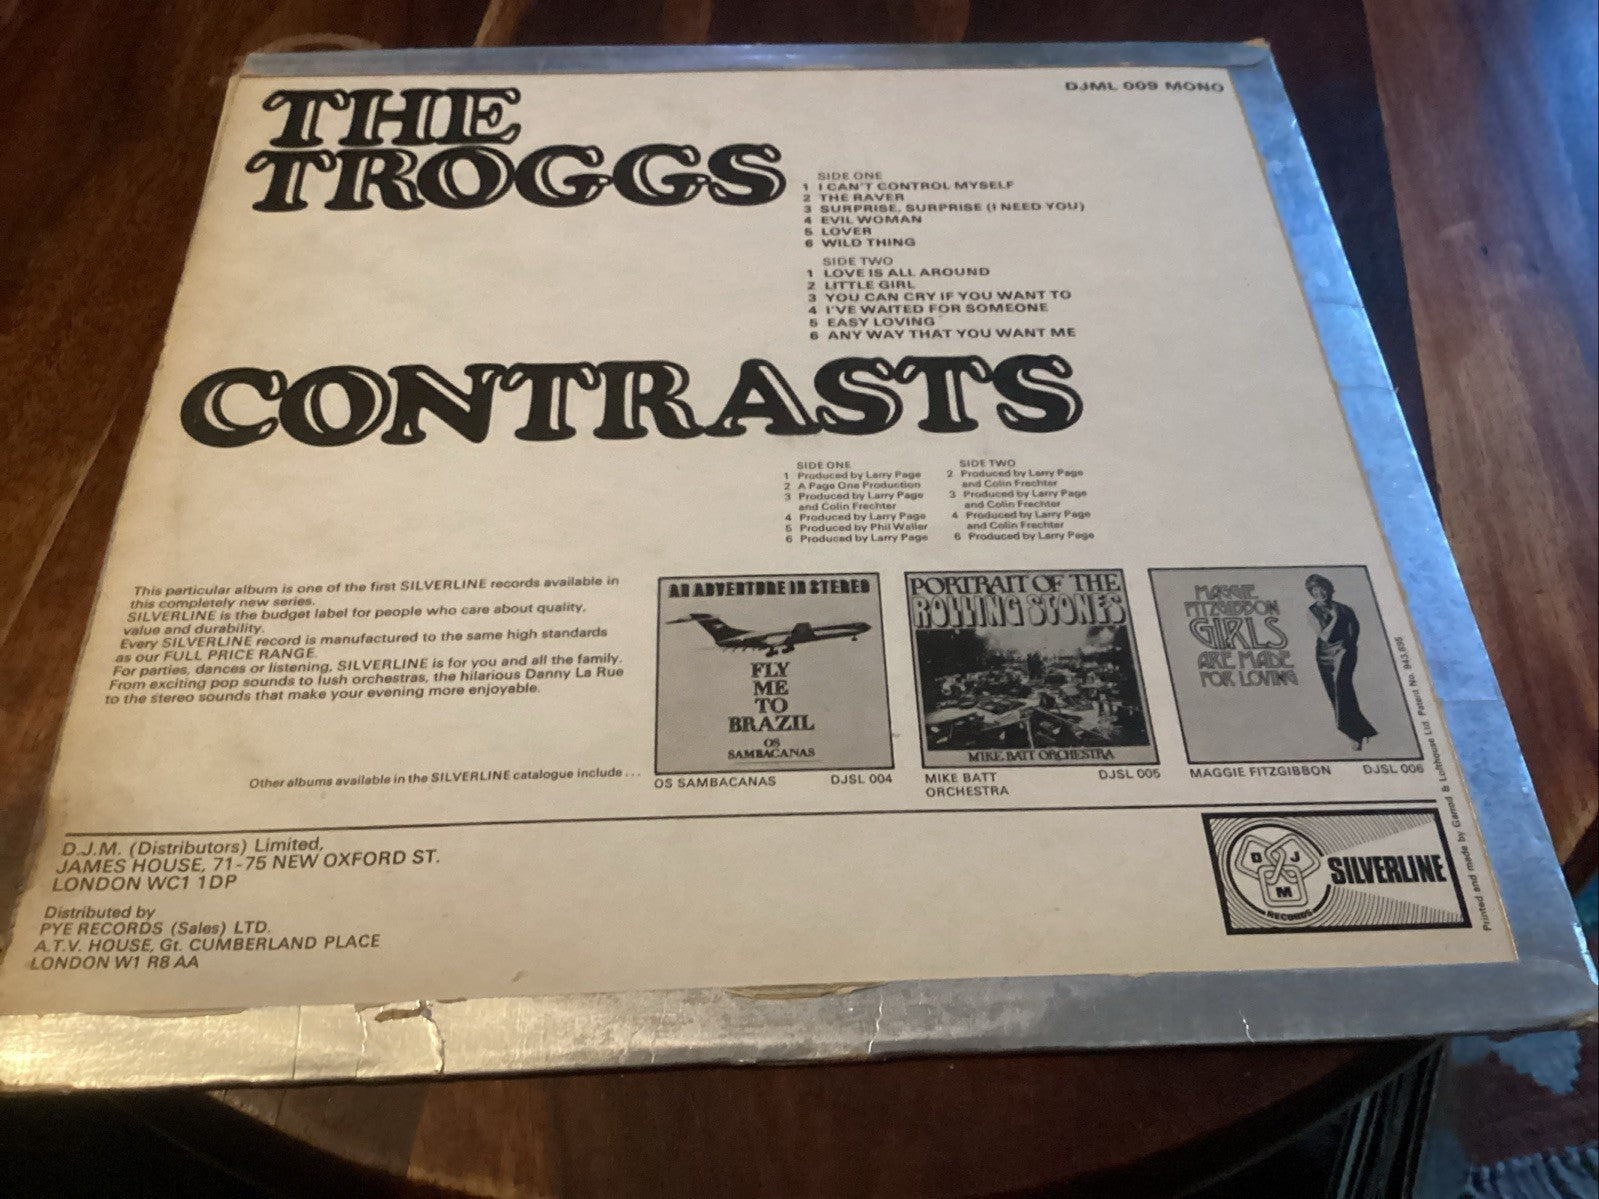 THE
TROGGS
DJML 009 MONO
SIDE ONE
1 I CAN'T CONTROL MYSELF
2 THE RAVER
3 SURPRISE, SURPRISE (I NEED YOU)
4 EVIL WOMAN
5 LOVER
6 WILD THING
SIDE TWO
1 LOVE IS ALL AROUND
2 LITTLE GIRL
3 YOU CAN CRY IF YOU WANT TO
4 I'VE WAITED FOR SOMEONE
5 EASY LOVING
6 ANY WAY THAT YOU WANT ME
CONTRASTS
SIDE ONE
1 Produced by Larry Page
2 A Page One Production
3 Produced by Larry Page
and Colin Frechter
4 Produced by Larry Page
5 Produced by Phil Waller
6 Produced by Larry Page
SIDE TWO
2 Produced by Larry Page
and Colin Frechter
3 Produced by Larry Page
and Colin Frechter
4 Produced by Larry Page
and Colin Frechter
6 Produced by Larry Page
This particular album is one of the first SILVERLINE records available in
this completely new series.
SILVERLINE is the budget label for people who care about quality,
value and durability.
Every SILVERLINE record is manufactured to the same high standards
as our FULL PRICE RANGE.
For parties, dances or listening, SILVERLINE is for you and all the family.
From exciting pop sounds to lush orchestras, the hilarious Danny La Rue
to the stereo sounds that make your evening more enjoyable.
Other albums available in the SILVERLINE catalogue include ...
AN ADVENTURE IN STEREO
FLY
ME
TO
BRAZIL
OS
SAMBACANAS
OS SAMBACANAS DJSL 004
PORTRAIT OF THE
ROLLING STONES
MIKE BATT ORCHESTRA
MIKE BATT DJSL 005
ORCHESTRA
MAGGIE
FITZGIBBON
GIRLS
ARE MADE
FOR LOVING
MAGGIE FITZGIBBON DJSL 006
D.J.M. (Distributors) Limited,
JAMES HOUSE, 71-75 NEW OXFORD ST.
LONDON WC1 1DP
Distributed by
PYE RECORDS (Sales) LTD.
A.T.V. HOUSE, Gt. CUMBERLAND PLACE
LONDON W1 R8 AA
D J
M
RECORDS
SILVERLINE
Printed and made by Garrod & Lofthouse Ltd. Patent No. 943,895